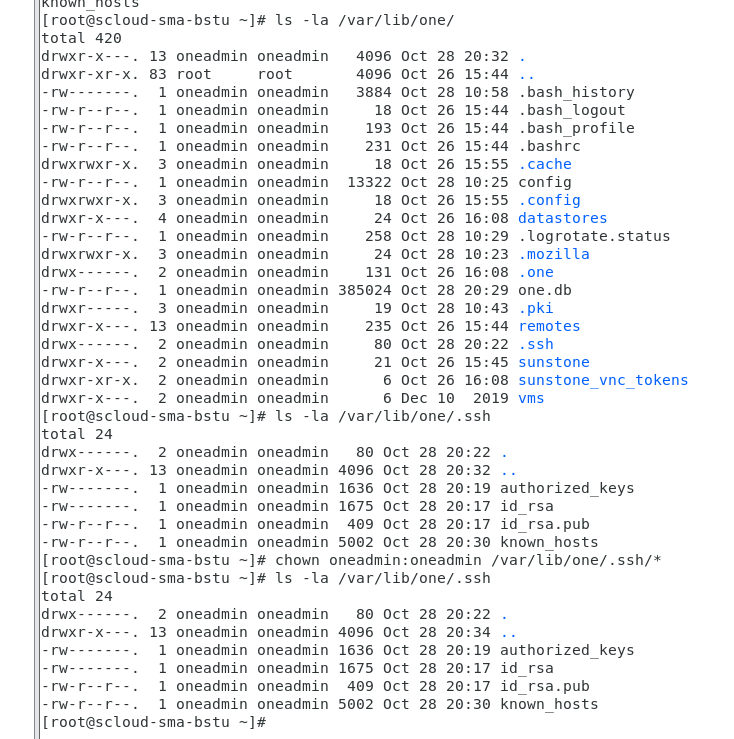 known_hosts
[root@scloud-sma-bstu ~]# ls -la /var/lib/one/
total 420
drwxr-x---. 13 oneadmin oneadmin   4096 Oct 28 20:32 .
drwxr-xr-x. 83 root     root       4096 Oct 26 15:44 ..
-rw-------.  1 oneadmin oneadmin   3884 Oct 28 10:58 .bash_history
-rw-r--r--.  1 oneadmin oneadmin     18 Oct 26 15:44 .bash_logout
-rw-r--r--.  1 oneadmin oneadmin    193 Oct 26 15:44 .bash_profile
-rw-r--r--.  1 oneadmin oneadmin    231 Oct 26 15:44 .bashrc
drwxrwxr-x.  3 oneadmin oneadmin     18 Oct 26 15:55 .cache
-rw-r--r--.  1 oneadmin oneadmin  13322 Oct 28 10:25 config
drwxrwxr-x.  3 oneadmin oneadmin     18 Oct 26 15:55 .config
drwxr-x---.  4 oneadmin oneadmin     24 Oct 26 16:08 datastores
-rw-r--r--.  1 oneadmin oneadmin    258 Oct 28 10:29 .logrotate.status
drwxrwxr-x.  3 oneadmin oneadmin     24 Oct 28 10:23 .mozilla
drwx------.  2 oneadmin oneadmin    131 Oct 26 16:08 .one
-rw-r--r--.  1 oneadmin oneadmin 385024 Oct 28 20:29 one.db
drwxr-----.  3 oneadmin oneadmin     19 Oct 28 10:43 .pki
drwxr-x---. 13 oneadmin oneadmin    235 Oct 26 15:44 remotes
drwx------.  2 oneadmin oneadmin     80 Oct 28 20:22 .ssh
drwxr-x---.  2 oneadmin oneadmin     21 Oct 26 15:45 sunstone
drwxr-xr-x.  2 oneadmin oneadmin      6 Oct 26 16:08 sunstone_vnc_tokens
drwxr-x---.  2 oneadmin oneadmin      6 Dec 10  2019 vms
[root@scloud-sma-bstu ~]# ls -la /var/lib/one/.ssh
total 24
drwx------.  2 oneadmin oneadmin   80 Oct 28 20:22 .
drwxr-x---. 13 oneadmin oneadmin 4096 Oct 28 20:32 ..
-rw-------.  1 oneadmin oneadmin 1636 Oct 28 20:19 authorized_keys
-rw-------.  1 oneadmin oneadmin 1675 Oct 28 20:17 id_rsa
-rw-r--r--.  1 oneadmin oneadmin  409 Oct 28 20:17 id_rsa.pub
-rw-r--r--.  1 oneadmin oneadmin 5002 Oct 28 20:30 known_hosts
[root@scloud-sma-bstu ~]# chown oneadmin:oneadmin /var/lib/one/.ssh/*
[root@scloud-sma-bstu ~]# ls -la /var/lib/one/.ssh
total 24
drwx------.  2 oneadmin oneadmin   80 Oct 28 20:22 .
drwxr-x---. 13 oneadmin oneadmin 4096 Oct 28 20:34 ..
-rw-------.  1 oneadmin oneadmin 1636 Oct 28 20:19 authorized_keys
-rw-------.  1 oneadmin oneadmin 1675 Oct 28 20:17 id_rsa
-rw-r--r--.  1 oneadmin oneadmin  409 Oct 28 20:17 id_rsa.pub
-rw-r--r--.  1 oneadmin oneadmin 5002 Oct 28 20:30 known_hosts
[root@scloud-sma-bstu ~]#